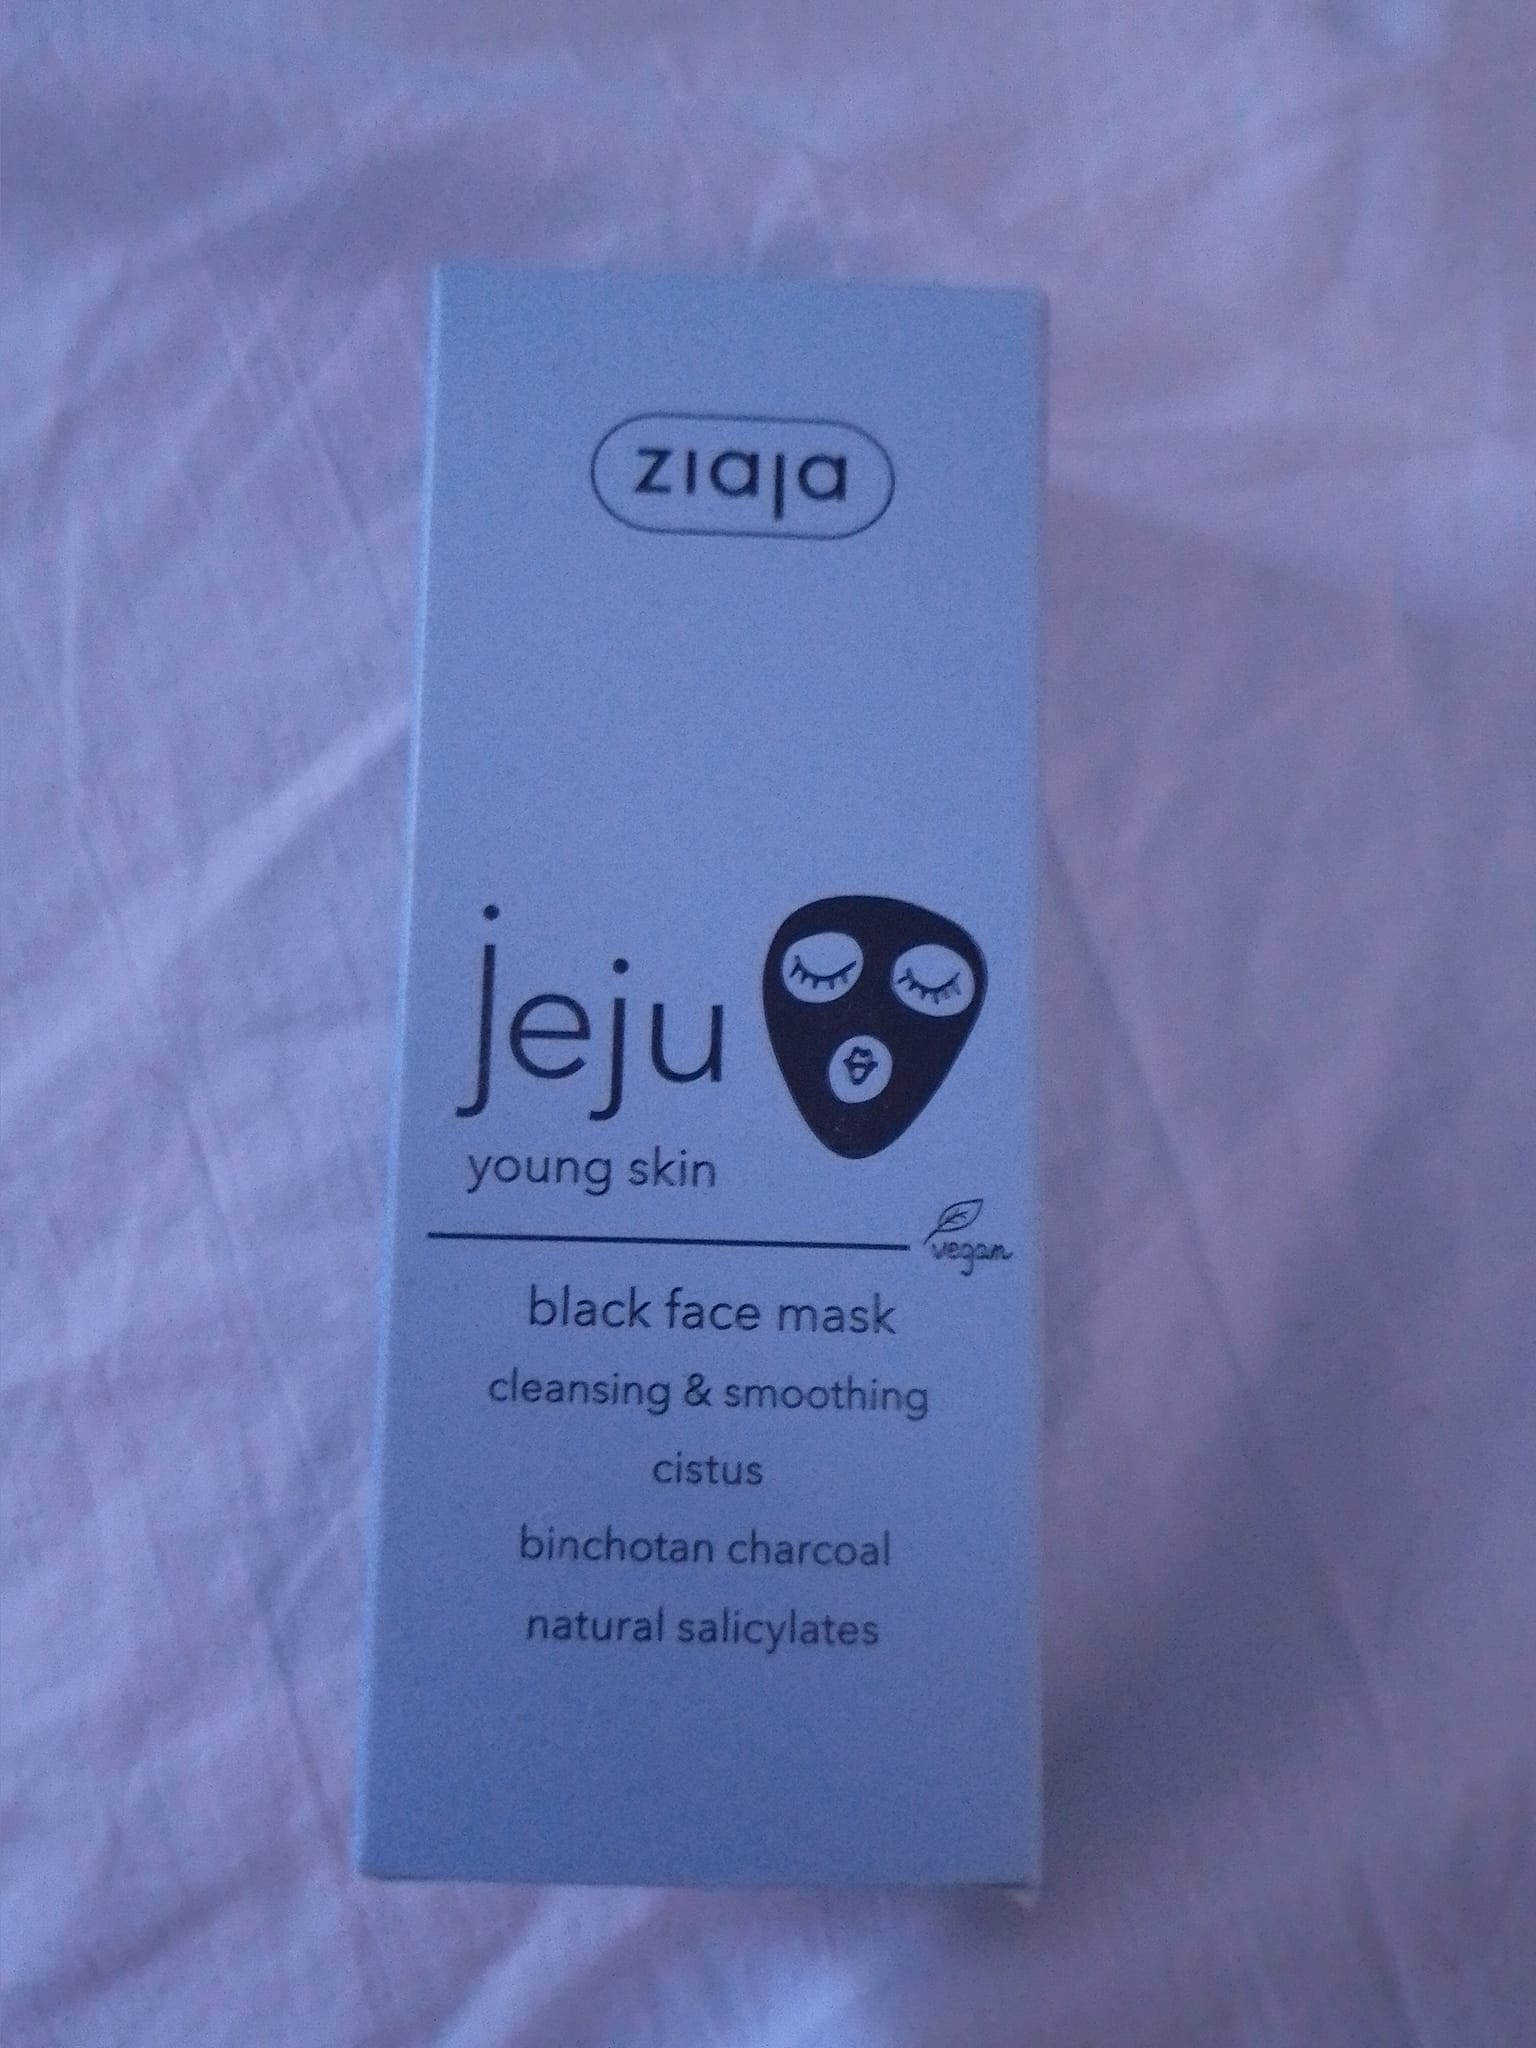 ziaja
jeju
young skin
vegan
black face mask
cleansing & smoothing
cistus
binchotan charcoal
natural salicylates